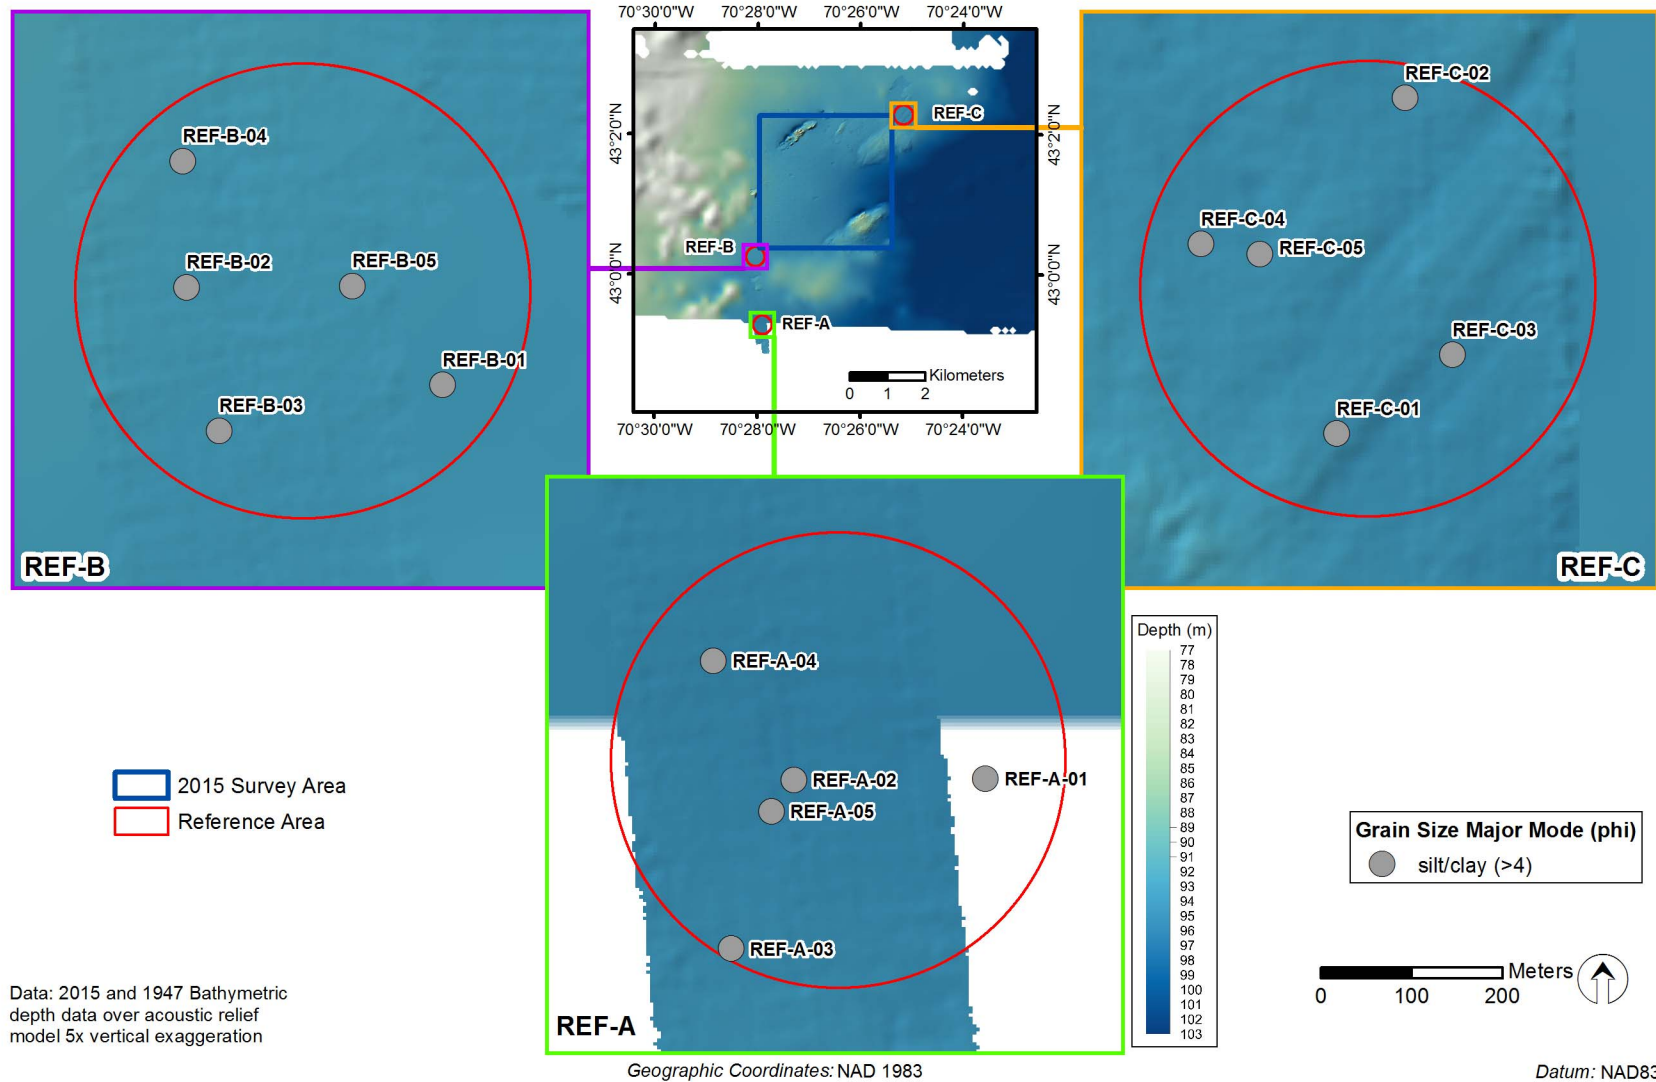 70°30'0"W
70°28'0"W
70°26'0"W
70°24'0"W
REF-B-04
REF-B-02
REF-B-05
REF-B-01
REF-B-03
REF-B
43°2'0"N
43°0'0"N
REF-C
REF-B
REF-A
Kilometers
0 1 2
43°2'0"N
43°0'0"N
70°30'0"W
70°28'0"W
70°26'0"W
70°24'0"W
REF-C-02
REF-C-04
REF-C-05
REF-C-03
REF-C-01
REF-C
REF-A-04
REF-A-02
REF-A-01
REF-A-05
REF-A-03
REF-A
Depth (m)
77
78
79
80
81
82
83
84
85
86
87
88
89
90
91
92
93
94
95
96
97
98
99
100
101
102
103
2015 Survey Area
Reference Area
Grain Size Major Mode (phi)
silt/clay (>4)
Meters
0 100 200
Data: 2015 and 1947 Bathymetric
depth data over acoustic relief
model 5x vertical exaggeration
Geographic Coordinates: NAD 1983
Datum: NAD83